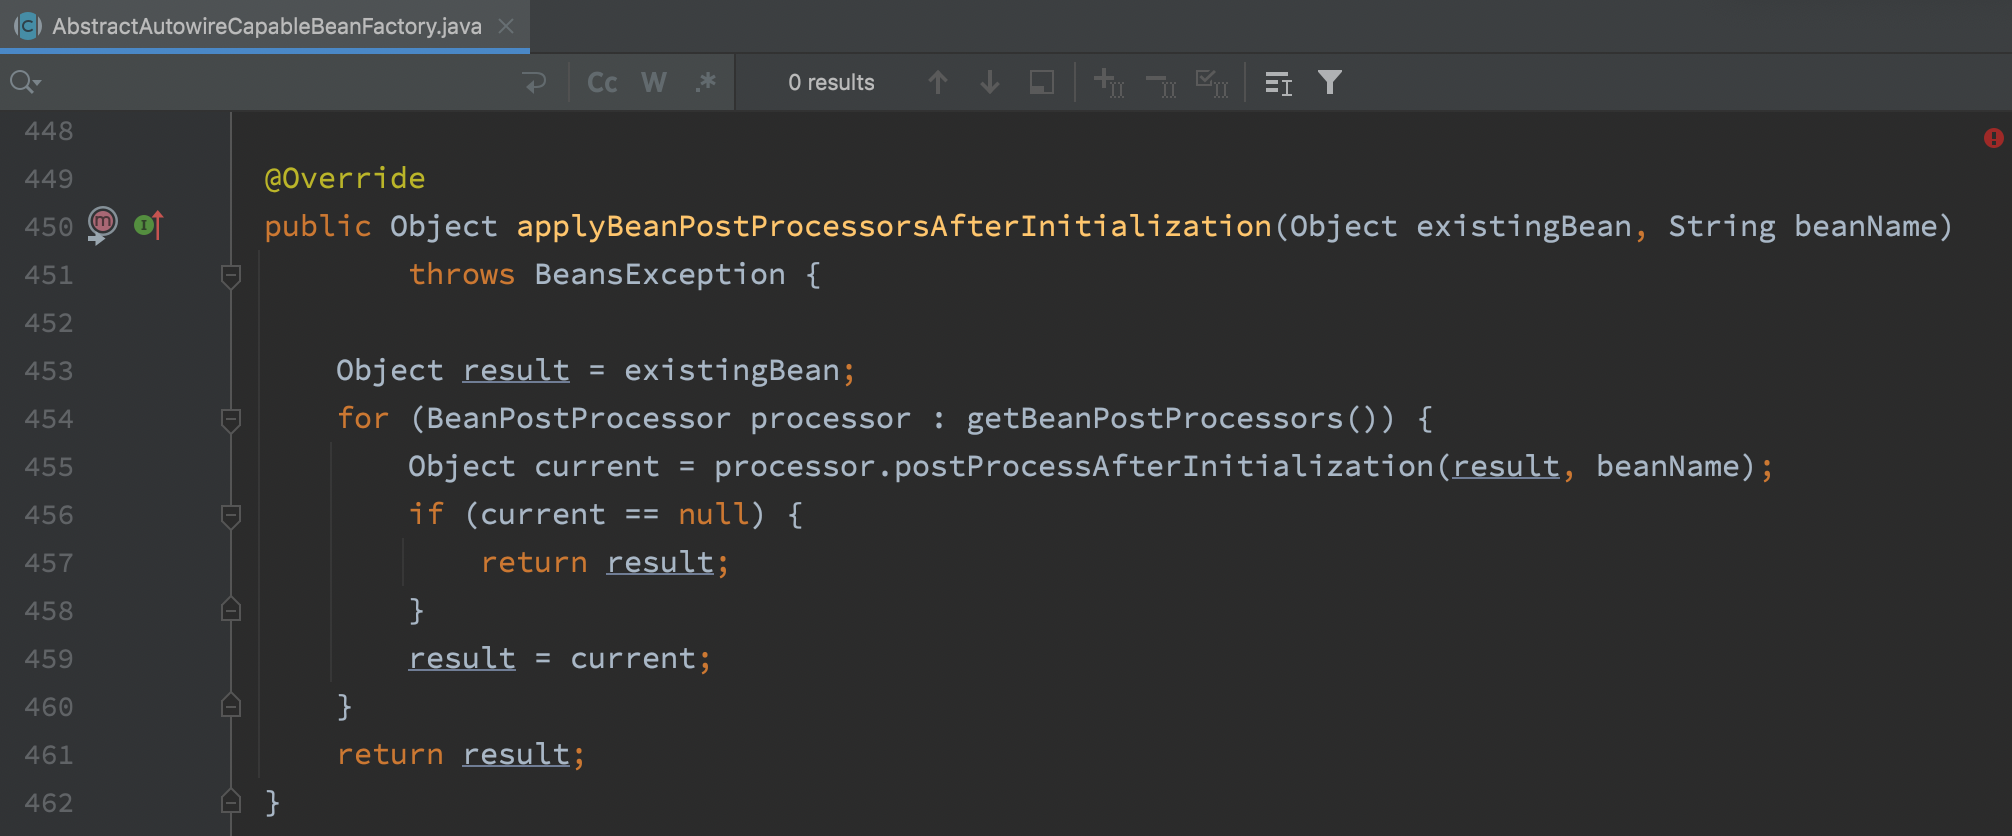 AbstractAutowireCapableBeanFactory.java
Cc W .* 0 results
448
449 @Override
450 public Object applyBeanPostProcessorsAfterInitialization(Object existingBean, String beanName)
451 throws BeansException {
452
453 Object result = existingBean;
454 for (BeanPostProcessor processor : getBeanPostProcessors()) {
455 Object current = processor.postProcessAfterInitialization(result, beanName);
456 if (current == null) {
457 return result;
458 }
459 result = current;
460 }
461 return result;
462 }